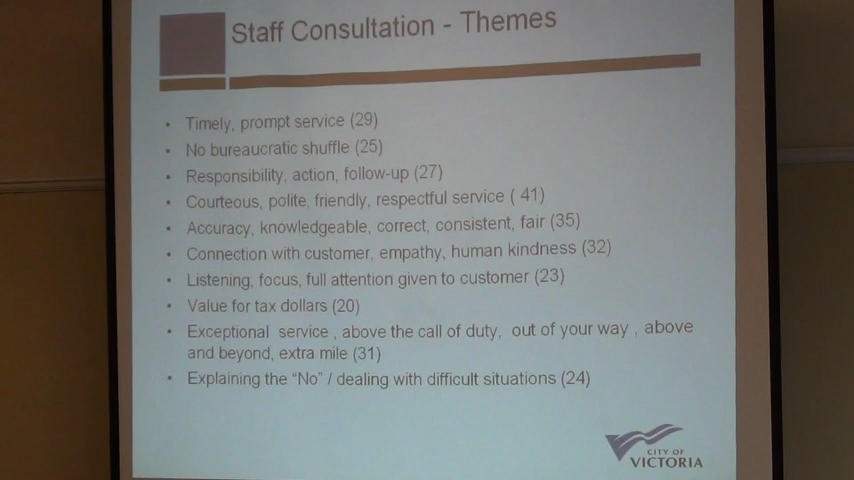 Staff Consultation - Themes
• Timely, prompt service (29)
• No bureaucratic shuffle (25)
• Responsibility, action, follow-up (27)
• Courteous, polite, friendly, respectful service ( 41)
• Accuracy, knowledgeable, correct, consistent, fair (35)
• Connection with customer, empathy, human kindness (32)
• Listening, focus, full attention given to customer (23)
• Value for tax dollars (20)
• Exceptional service , above the call of duty, out of your way , above
and beyond, extra mile (31)
• Explaining the “No” / dealing with difficult situations (24)
CITY OF
VICTORIA